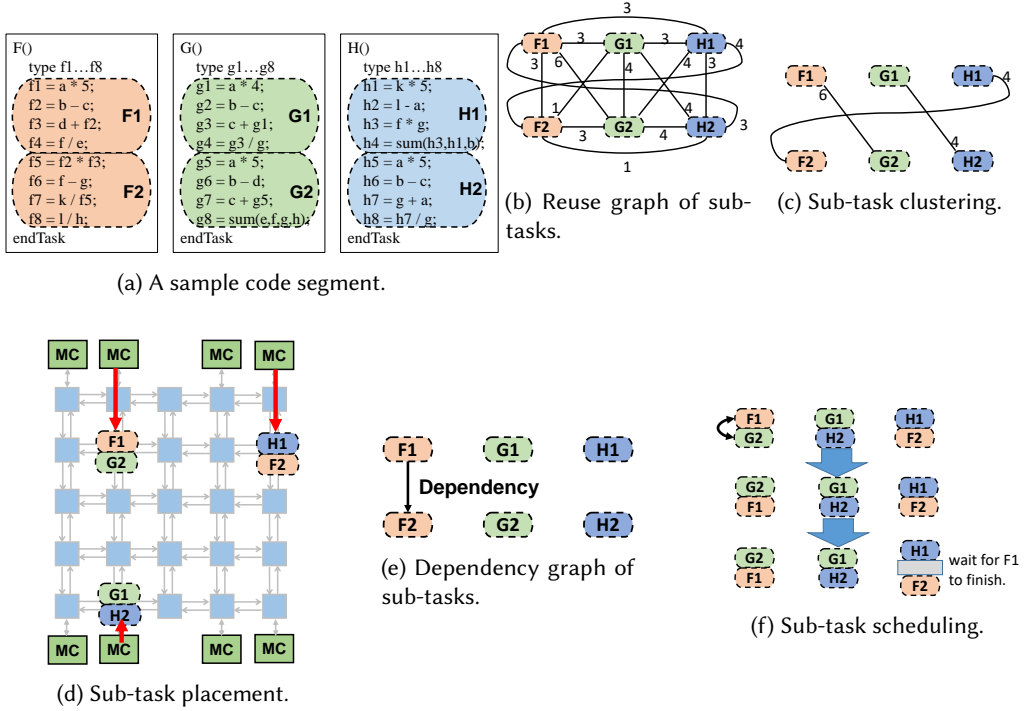 F()
type f1...f8
f1 = a * 5;
f2 = b – c;
f3 = d + f2;
f4 = f / e;
F1
f5 = f2 * f3;
f6 = f – g;
f7 = k / f5;
f8 = l / h;
F2
endTask
G()
type g1...g8
g1 = a * 4;
g2 = b – c;
g3 = c + g1;
g4 = g3 / g;
G1
g5 = a * 5;
g6 = b – d;
g7 = c + g5;
g8 = sum(e,f,g,h);
G2
endTask
H()
type h1...h8
h1 = k * 5;
h2 = l - a;
h3 = f * g;
h4 = sum(h3,h1,b);
H1
h5 = a * 5;
h6 = b – c;
h7 = g + a;
h8 = h7 / g;
H2
endTask
(a) A sample code segment.
3
F1 3 G1 3 H1 4
3 6 4 4 3
1 4
F2 3 G2 4 H2 3
1
(b) Reuse graph of sub-
tasks.
F1 G1 H1 4
6
4
F2 G2 H2
(c) Sub-task clustering.
MC MC MC MC
F1 H1
G2 F2
G1
H2
MC MC MC MC
(d) Sub-task placement.
F1 G1 H1
Dependency
F2 G2 H2
(e) Dependency graph of
sub-tasks.
F1 G1 H1
G2 H2 F2
G2 G1 H1
F1 H2 F2
G2 G1 H1
wait for F1
to finish.
F1 H2 F2
(f) Sub-task scheduling.